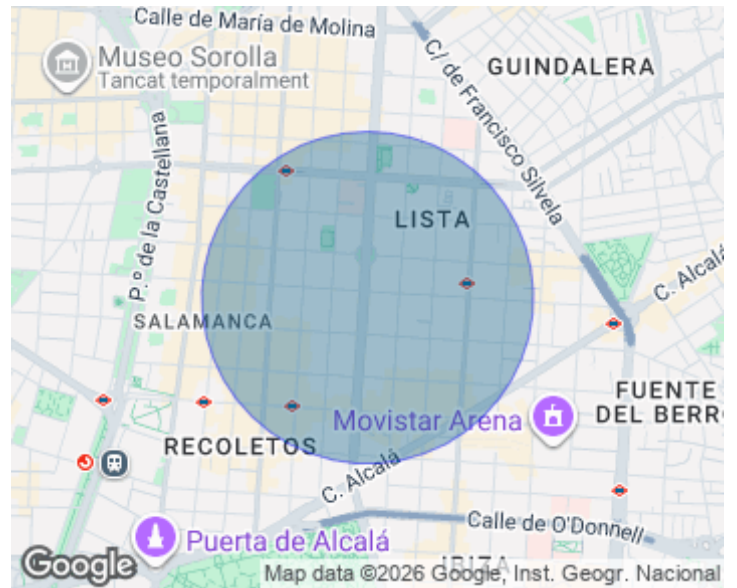 Calle de María de Molina
Museo Sorolla
Tancat temporalment
C/ de Francisco Silvela
GUINDALERA
P.º de la Castellana
LISTA
C. Alcalá
SALAMANCA
FUENTE
DEL BERRO
Movistar Arena
RECOLETOS
C. Alcalá
Calle de O'Donnell
Puerta de Alcalá
IBIZA
Google
Map data ©2026 Google, Inst. Geogr. Nacional